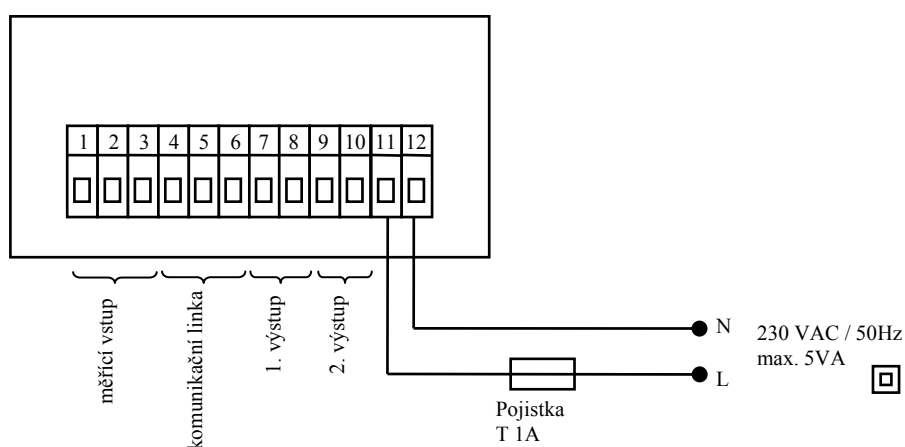 1 2 3 4 5 6 7 8 9 10 11 12
měřící vstup
komunikační linka
1. výstup
2. výstup
N
230 VAC / 50Hz
max. 5VA
L
Pojistka
T 1A